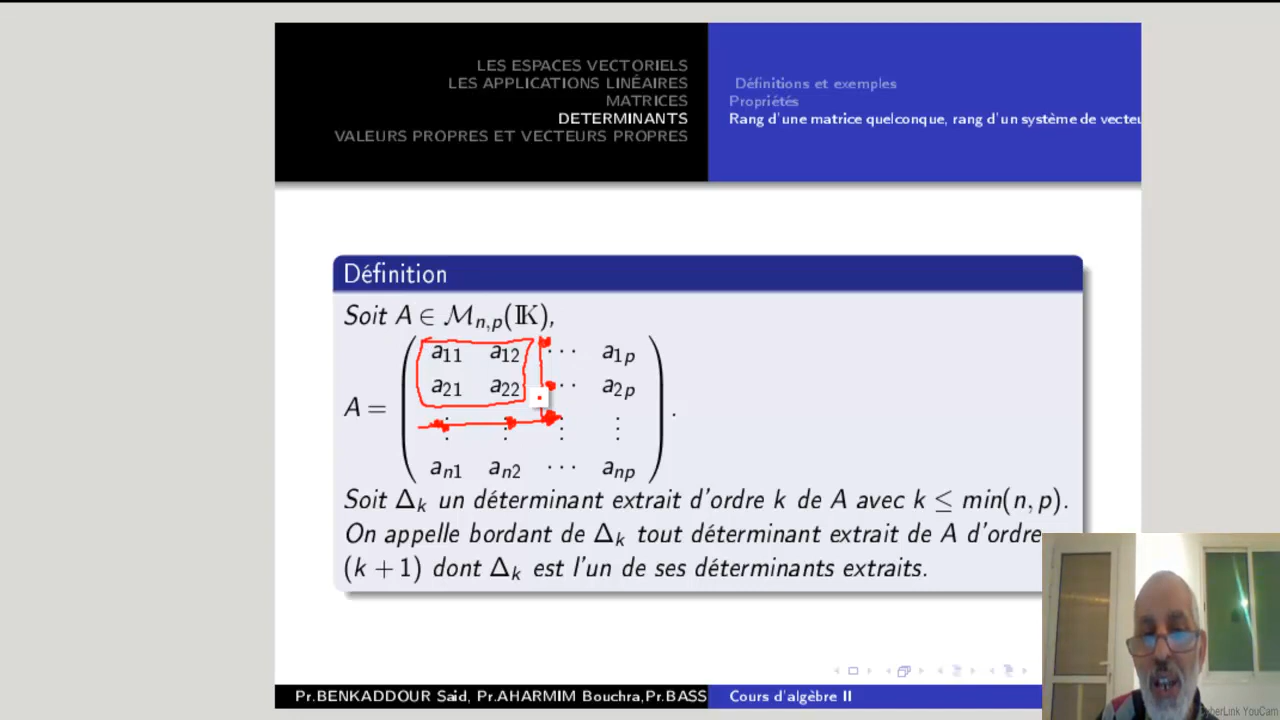 LES ESPACES VECTORIELS
LES APPLICATIONS LINÉAIRES
MATRICES
DETERMINANTS
VALEURS PROPRES ET VECTEURS PROPRES
Définitions et exemples
Propriétés
Rang d'une matrice quelconque, rang d'un système de vecteu
Définition
Soit A ∈ ℳn,p(𝕂),
a11 a12 ··· a1p
a21 a22 ·· a2p
A = ⋮ ⋮ ⋮ ⋮ .
an1 an2 ··· anp
Soit Δk un déterminant extrait d'ordre k de A avec k ≤ min(n, p).
On appelle bordant de Δk tout déterminant extrait de A d'ordre
(k + 1) dont Δk est l'un de ses déterminants extraits.
Pr.BENKADDOUR Said, Pr.AHARMIM Bouchra,Pr.BASS
Cours d'algèbre II
CyberLink YouCam